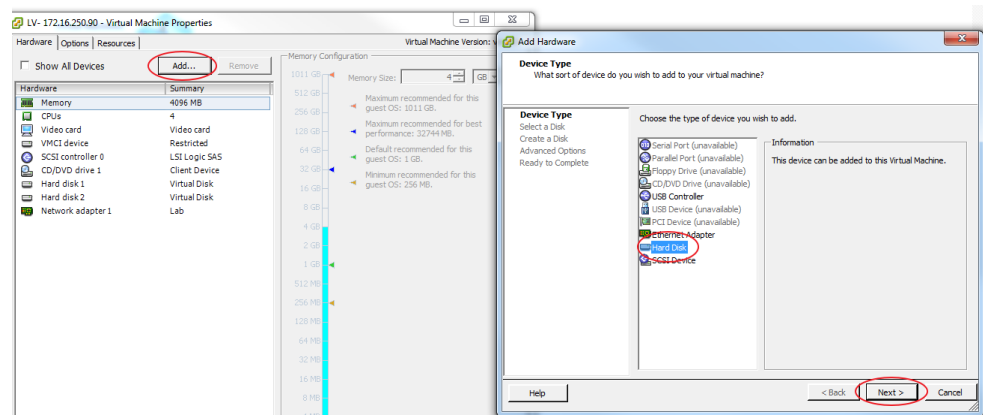 LV- 172.16.250.90 - Virtual Machine Properties
Hardware Options Resources
Virtual Machine Version:
Show All Devices
Add...
Remove
Hardware Summary
Memory 4096 MB
CPUs 4
Video card Video card
VMCI device Restricted
SCSI controller 0 LSI Logic SAS
CD/DVD drive 1 Client Device
Hard disk 1 Virtual Disk
Hard disk 2 Virtual Disk
Network adapter 1 Lab
Memory Configuration
1011 GB
512 GB
256 GB
128 GB
64 GB
32 GB
16 GB
8 GB
4 GB
2 GB
1 GB
512 MB
256 MB
128 MB
64 MB
32 MB
16 MB
8 MB
Memory Size: 4 GB
Maximum recommended for this
guest OS: 1011 GB.
Maximum recommended for best
performance: 32744 MB.
Default recommended for this
guest OS: 1 GB.
Minimum recommended for this
guest OS: 256 MB.
Add Hardware
Device Type
What sort of device do you wish to add to your virtual machine?
Device Type
Select a Disk
Create a Disk
Advanced Options
Ready to Complete
Choose the type of device you wish to add.
Serial Port (unavailable)
Parallel Port (unavailable)
Floppy Drive (unavailable)
CD/DVD Drive (unavailable)
USB Controller
USB Device (unavailable)
PCI Device (unavailable)
Ethernet Adapter
Hard Disk
SCSI Device
Information
This device can be added to this Virtual Machine.
Help
< Back
Next >
Cancel